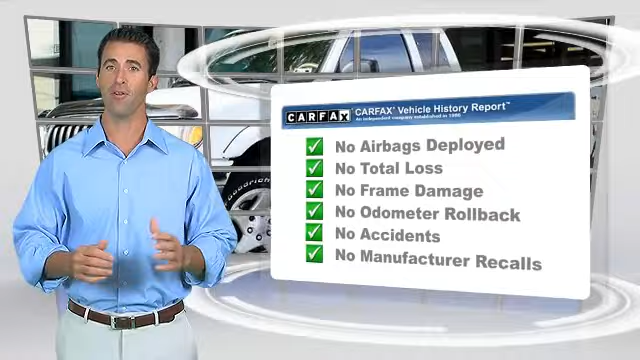 CARFAX CARFAX® Vehicle History Report™
An independent company established in 1986
No Airbags Deployed
No Total Loss
No Frame Damage
No Odometer Rollback
No Accidents
No Manufacturer Recalls
Goodrich